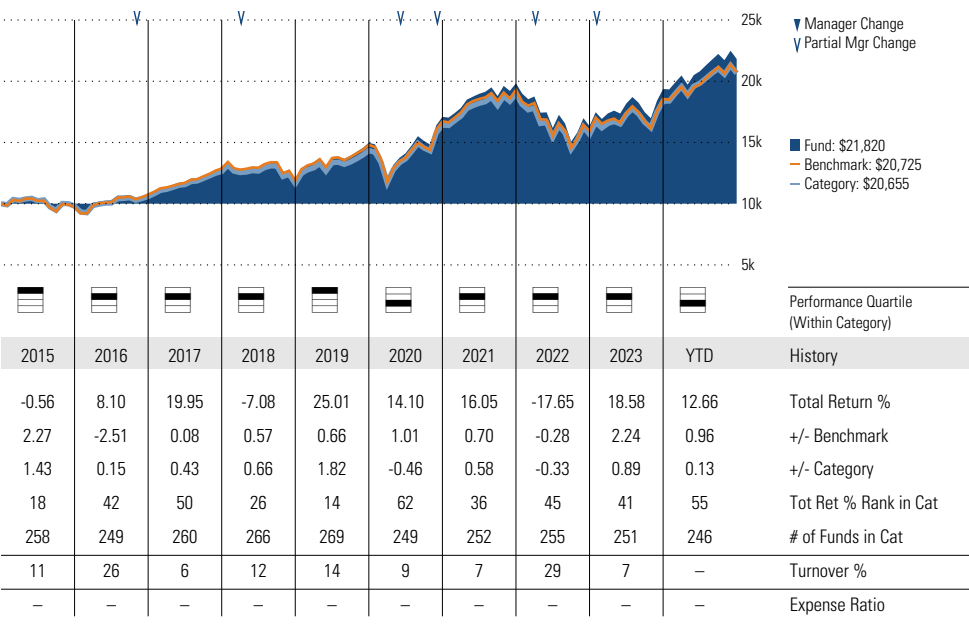 25k
Manager Change
Partial Mgr Change
20k
15k
Fund: $21,820
Benchmark: $20,725
Category: $20,655
10k
5k
Performance Quartile
(Within Category)
2015 2016 2017 2018 2019 2020 2021 2022 2023 YTD History
-0.56 8.10 19.95 -7.08 25.01 14.10 16.05 -17.65 18.58 12.66 Total Return %
2.27 -2.51 0.08 0.57 0.66 1.01 0.70 -0.28 2.24 0.96 +/- Benchmark
1.43 0.15 0.43 0.66 1.82 -0.46 0.58 -0.33 0.89 0.13 +/- Category
18 42 50 26 14 62 36 45 41 55 Tot Ret % Rank in Cat
258 249 260 266 269 249 252 255 251 246 # of Funds in Cat
11 26 6 12 14 9 7 29 7 – Turnover %
– – – – – – – – – – Expense Ratio